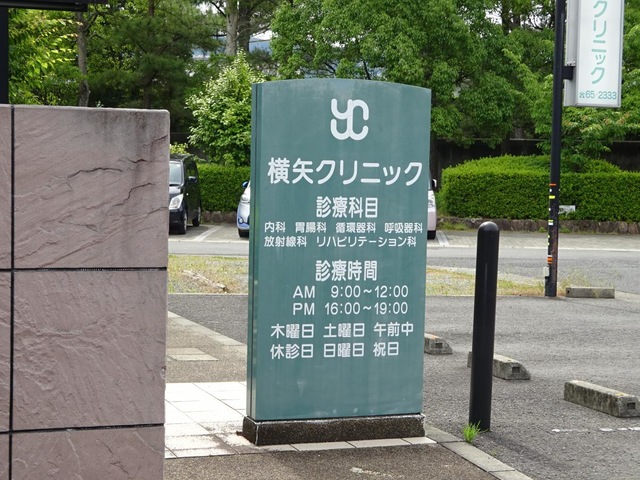 YC
横矢クリニック
診療科目
内科 胃腸科 循環器科 呼吸器科
放射線科 リハビリテーション科
診療時間
AM 9:00～12:00
PM 16:00～19:00
木曜日 土曜日 午前中
休診日 日曜日 祝日
クリニック
☎65-2333